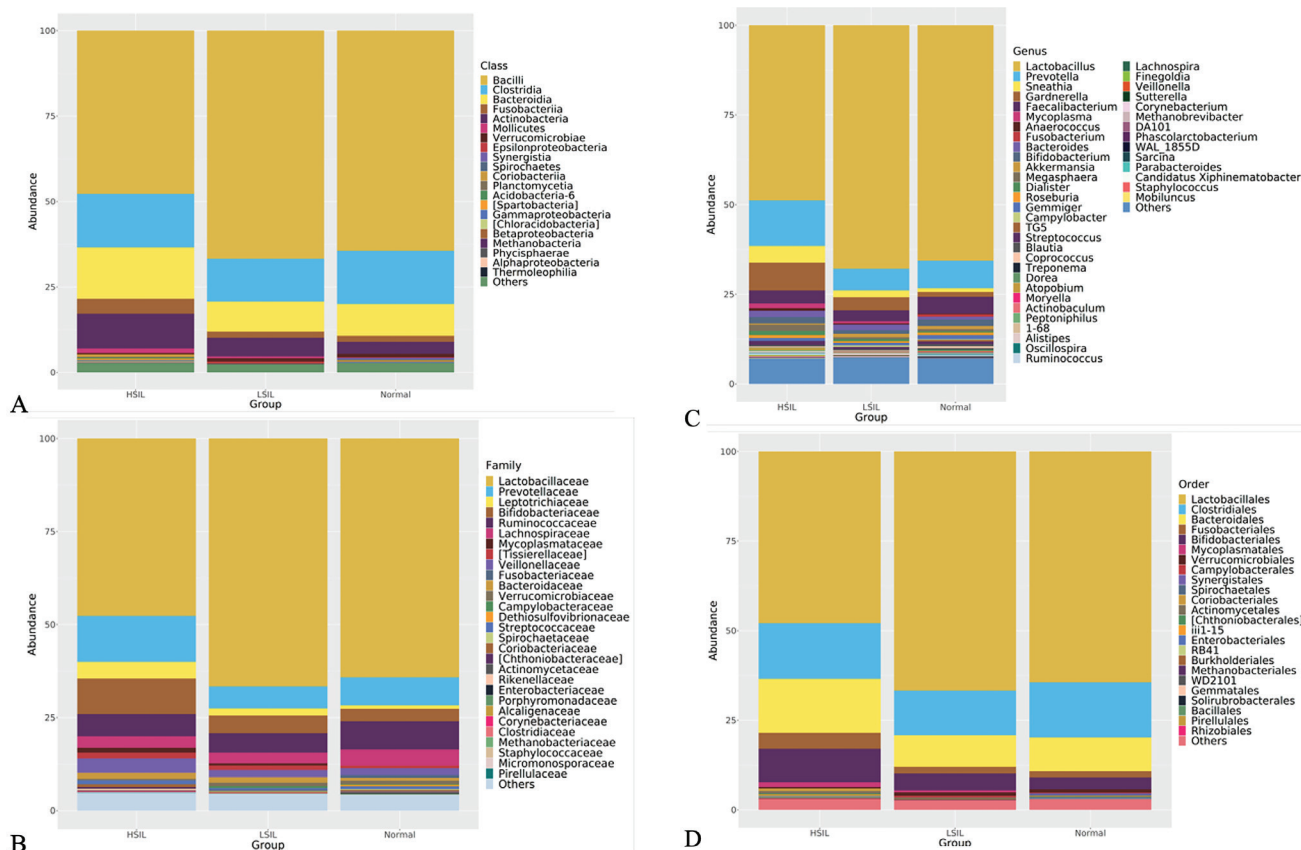 100
75
50
25
0
Abundance
HSIL
LSIL
Normal
Group
Class
Bacilli
Clostridia
Bacteroidia
Fusobacteriia
Actinobacteria
Mollicutes
Verrucomicrobiae
Epsilonproteobacteria
Synergistia
Spirochaetes
Coriobacteriia
Planctomycetia
Acidobacteria-6
[Spartobacteria]
Gammaproteobacteria
[Chloracidobacteria]
Betaproteobacteria
Methanobacteria
Phycisphaerae
Alphaproteobacteria
Thermoleophilia
Others
A
100
75
50
25
0
Abundance
HSIL
LSIL
Normal
Group
Family
Lactobacillaceae
Prevotellaceae
Leptotrichiaceae
Bifidobacteriaceae
Ruminococcaceae
Lachnospiraceae
Mycoplasmataceae
[Tissierellaceae]
Veillonellaceae
Fusobacteriaceae
Bacteroidaceae
Verrucomicrobiaceae
Campylobacteraceae
Dethiosulfovibrionaceae
Streptococcaceae
Spirochaetaceae
Coriobacteriaceae
[Chthoniobacteraceae]
Actinomycetaceae
Rikenellaceae
Enterobacteriaceae
Porphyromonadaceae
Alcaligenaceae
Corynebacteriaceae
Clostridiaceae
Methanobacteriaceae
Staphylococcaceae
Micromonosporaceae
Pirellulaceae
Others
B
100
75
50
25
0
Abundance
HSIL
LSIL
Normal
Group
Genus
Lactobacillus
Prevotella
Sneathia
Gardnerella
Faecalibacterium
Mycoplasma
Anaerococcus
Fusobacterium
Bacteroides
Bifidobacterium
Akkermansia
Megasphaera
Dialister
Roseburia
Gemmiger
Campylobacter
TG5
Streptococcus
Blautia
Coprococcus
Treponema
Dorea
Atopobium
Moryella
Actinobaculum
Peptoniphilus
1-68
Alistipes
Oscillospira
Ruminococcus
Lachnospira
Finegoldia
Veillonella
Sutterella
Corynebacterium
Methanobrevibacter
DA101
Phascolarctobacterium
WAL_1855D
Sarcina
Parabacteroides
Candidatus Xiphinematobacter
Staphylococcus
Mobiluncus
Others
C
100
75
50
25
0
Abundance
HSIL
LSIL
Normal
Group
Order
Lactobacillales
Clostridiales
Bacteroidales
Fusobacteriales
Bifidobacteriales
Mycoplasmatales
Verrucomicrobiales
Campylobacterales
Synergistales
Spirochaetales
Coriobacteriales
Actinomycetales
[Chthoniobacterales]
iii1-15
Enterobacteriales
RB41
Burkholderiales
Methanobacteriales
WD2101
Gemmatales
Solirubrobacterales
Bacillales
Pirellulales
Rhizobiales
Others
D